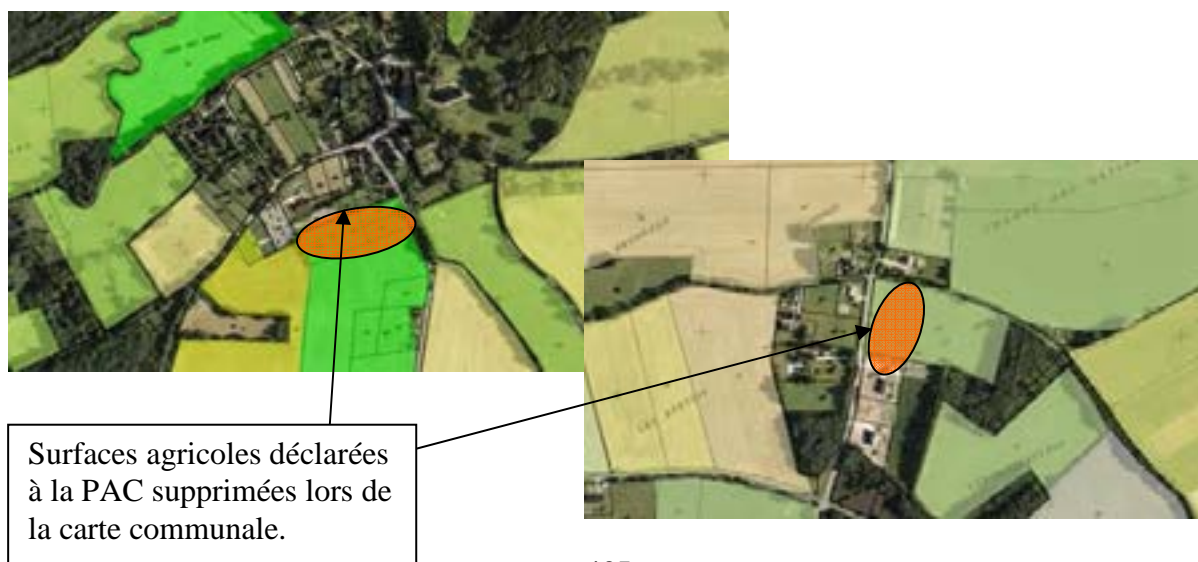 Surfaces agricoles déclarées
à la PAC supprimées lors de
la carte communale.